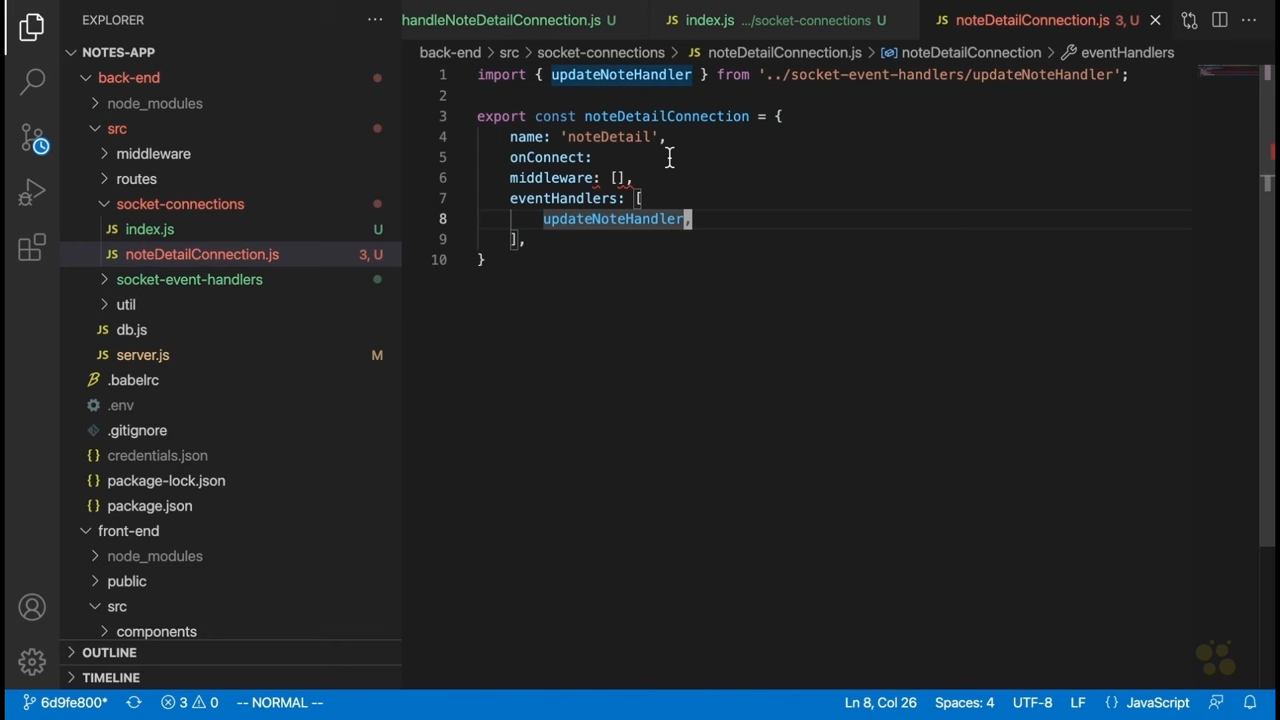 EXPLORER
handleNoteDetailConnection.js U
index.js .../socket-connections U
noteDetailConnection.js 3, U
NOTES-APP
back-end > src > socket-connections > noteDetailConnection.js > noteDetailConnection > eventHandlers
back-end
node_modules
src
middleware
routes
socket-connections
index.js U
noteDetailConnection.js 3, U
socket-event-handlers
util
db.js
server.js M
.babelrc
.env
.gitignore
credentials.json
package-lock.json
package.json
front-end
node_modules
public
src
components
OUTLINE
TIMELINE
1 import { updateNoteHandler } from '../socket-event-handlers/updateNoteHandler';
2
3 export const noteDetailConnection = {
4 name: 'noteDetail',
5 onConnect:
6 middleware: [],
7 eventHandlers: [
8 updateNoteHandler,
9 ],
10 }
6d9fe800* 3 0 -- NORMAL -- Ln 8, Col 26 Spaces: 4 UTF-8 LF {} JavaScript